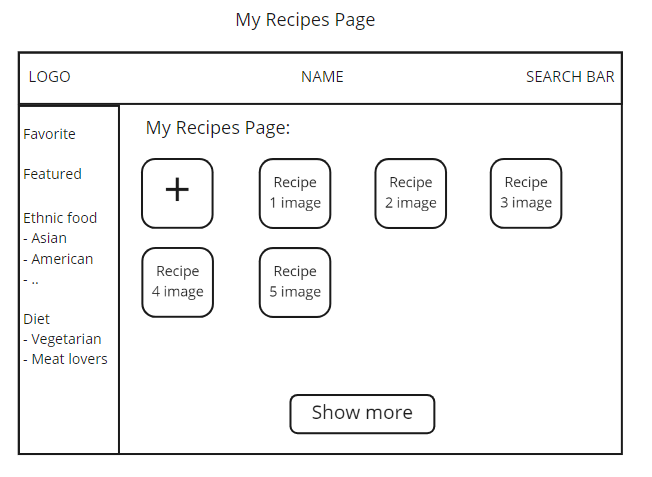 My Recipes Page
LOGO
NAME
SEARCH BAR
Favorite
Featured
Ethnic food
- Asian
- American
- ..
Diet
- Vegetarian
- Meat lovers
My Recipes Page:
+
Recipe
1 image
Recipe
2 image
Recipe
3 image
Recipe
4 image
Recipe
5 image
Show more